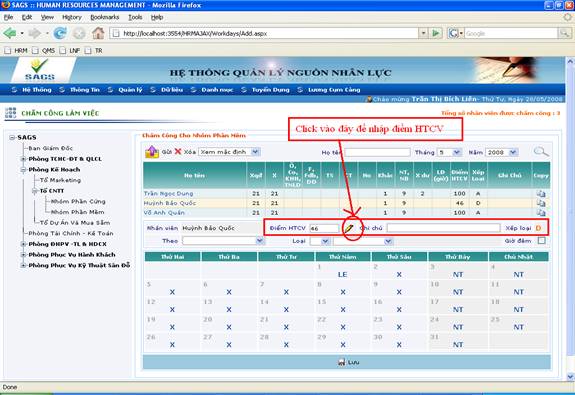 SAGS :: HUMAN RESOURCES MANAGEMENT - Mozilla Firefox
File Edit View History Bookmarks Tools Help
http://localhost:3554/HRMAJAX/Workdays/Add.aspx
Google
HRM QMS LNF TR
SAGS
HỆ THỐNG QUẢN LÝ NGUỒN NHÂN LỰC
Hệ Thống Thông Tin Quản lý Dữ liệu Danh mục Tuyển Dụng Lương Cụm Cảng
Chào mừng Trần Thị Bích Liên- Thứ Tư, Ngày 28/05/2008
CHẤM CÔNG LÀM VIỆC
Tổng số nhân viên được chấm công : 3
Click vào đây để nhập điểm HTCV
SAGS
Ban Giám Đốc
Phòng TCHC-ĐT & QLCL
Phòng Kế Hoạch
Tổ Marketing
Tổ CNTT
Nhóm Phần Cứng
Nhóm Phần Mềm
Tổ Dự Án Và Mua Sắm
Phòng Tài Chính - Kế Toán
Phòng ĐHPV -TL & HDCX
Phòng Phục Vụ Hành Khách
Phòng Phục Vụ Kỹ Thuật Sân Đỗ
Chấm Công Cho Nhóm Phần Mềm
Gửi Xóa Xem mặc định Họ tên Tháng 5 Năm 2008
Họ tên Xqđ X Ô, Co, KHH, TNLD F, Fdb, DD TS CT Ho Khác NT, NB X dư LĐ (giờ) Điểm HTCV Xếp Loại Ghi Chú Copy
Trần Ngọc Dung 21 21 1 9 2 100 A
Huỳnh Bảo Quốc 21 21 1 9 46 D
Võ Anh Quân 21 21 1 9 100 A
Nhân viên Huỳnh Bảo Quốc Điểm HTCV 46 Ghi chú Xếp loại D
Theo Loại Giờ đêm
Thứ Hai Thứ Ba Thứ Tư Thứ Năm Thứ Sáu Thứ Bảy Chủ Nhật
1 2 3 4
LE X NT NT
5 6 7 8 9 10 11
X X X X X NT NT
12 13 14 15 16 17 18
X X X X X NT NT
19 20 21 22 23 24 25
X X X X X NT NT
26 27 28 29 30 31
X X X X X NT
Lưu
Done